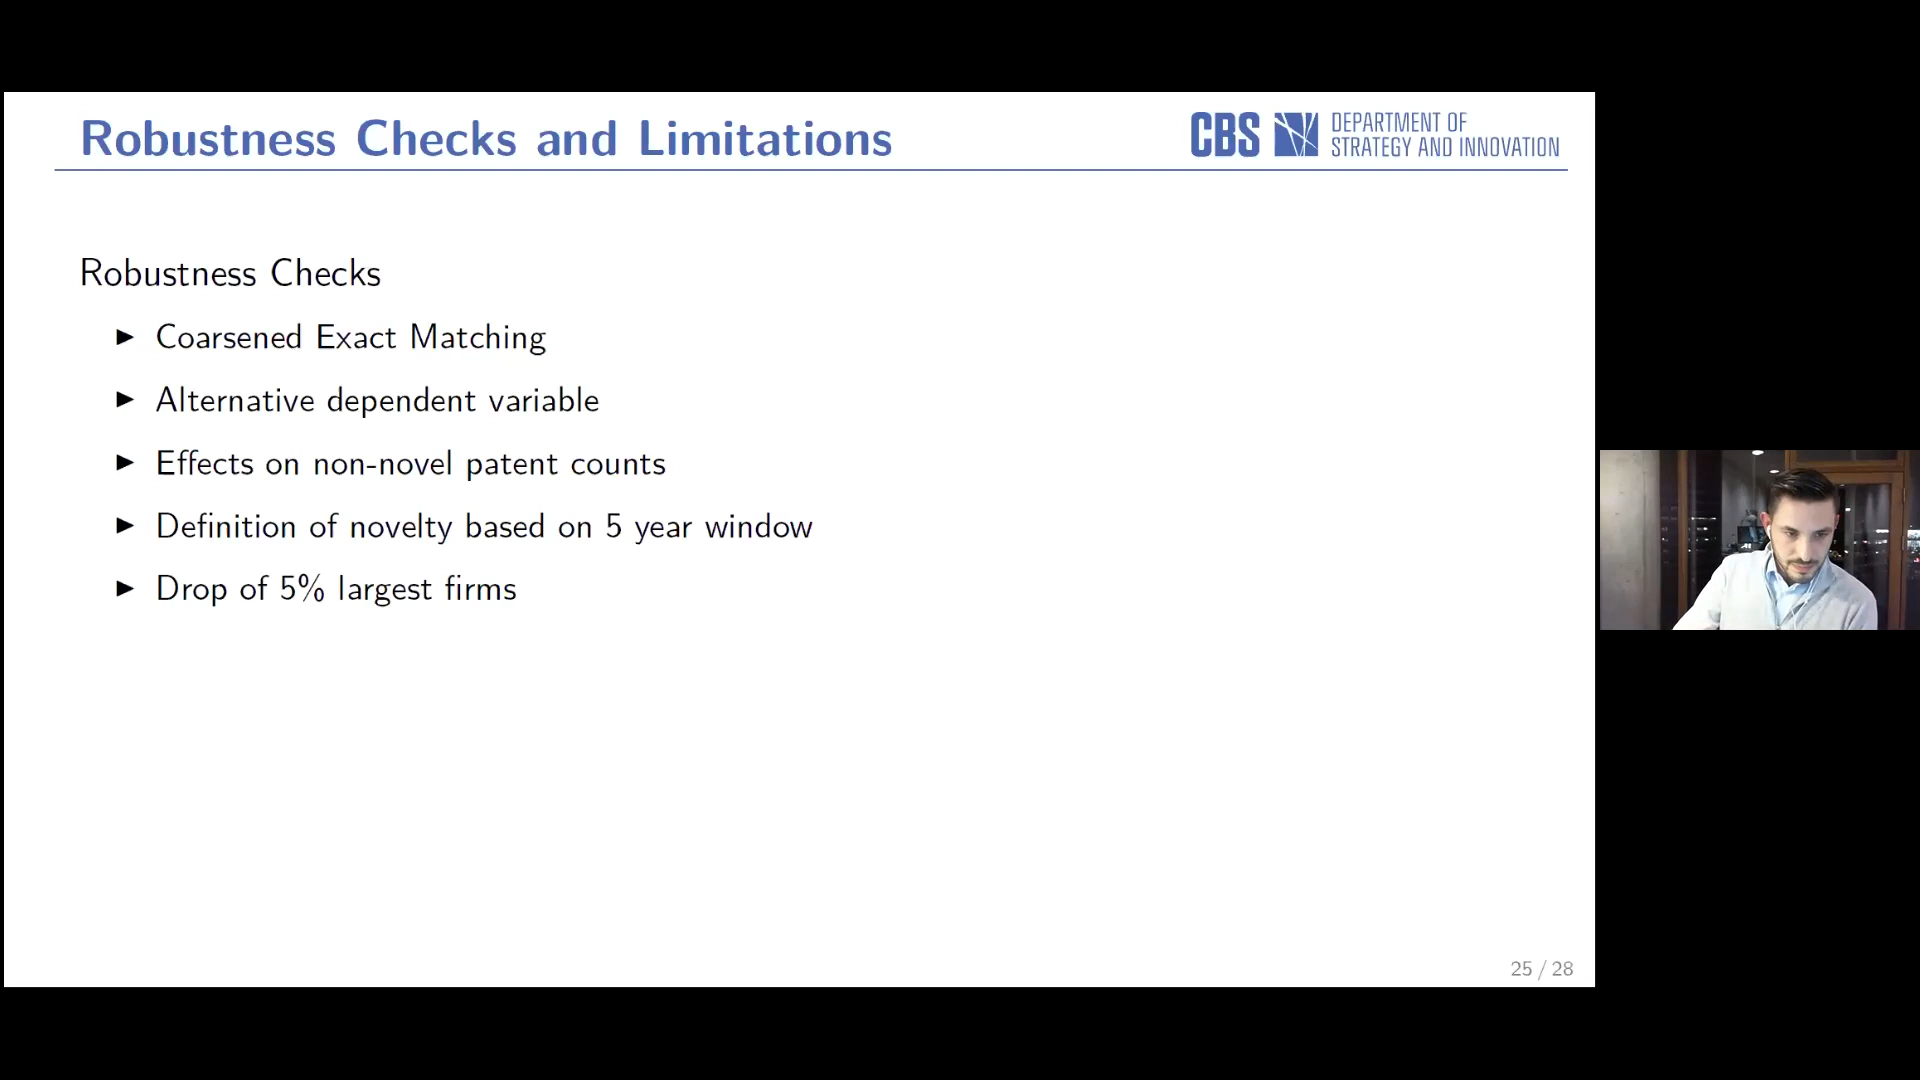 Robustness Checks and Limitations
CBS DEPARTMENT OF
STRATEGY AND INNOVATION
Robustness Checks
Coarsened Exact Matching
Alternative dependent variable
Effects on non-novel patent counts
Definition of novelty based on 5 year window
Drop of 5% largest firms
25 / 28